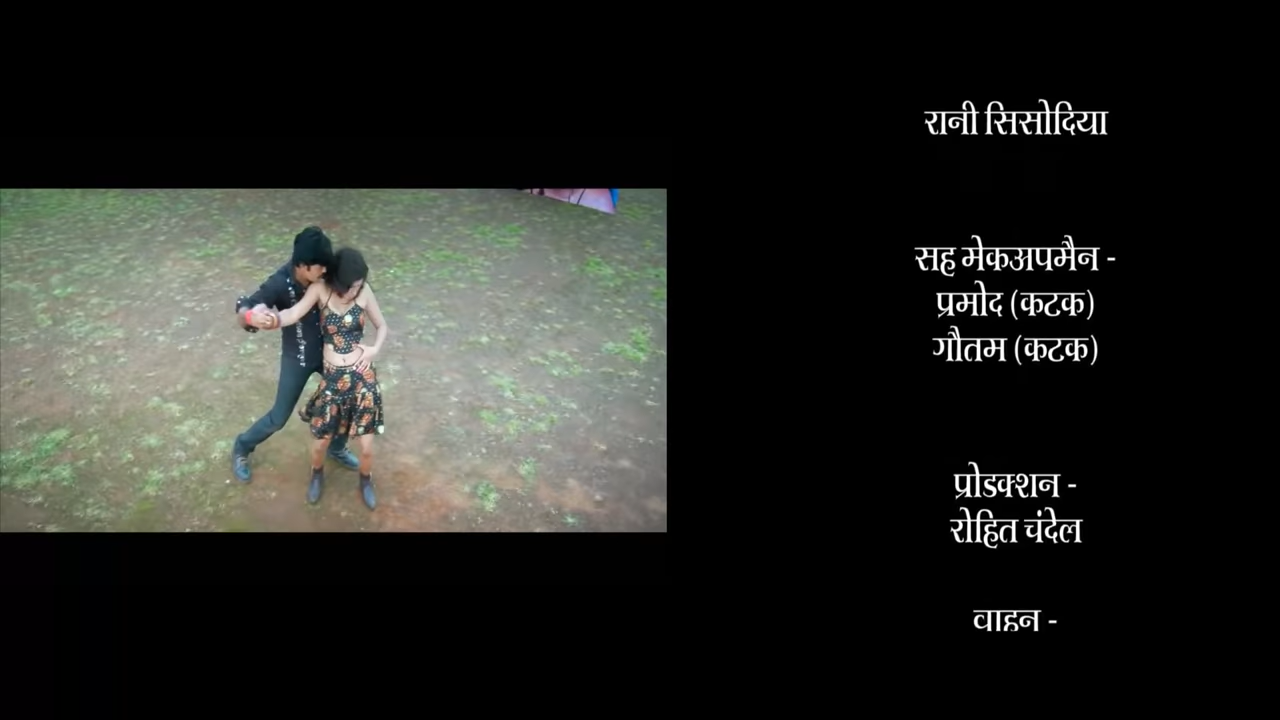 रानी सिसोदिया
सह मेकअपमैन -
प्रमोद (कटक)
गौतम (कटक)
प्रोडक्शन -
रोहित चंदेल
वाहन -